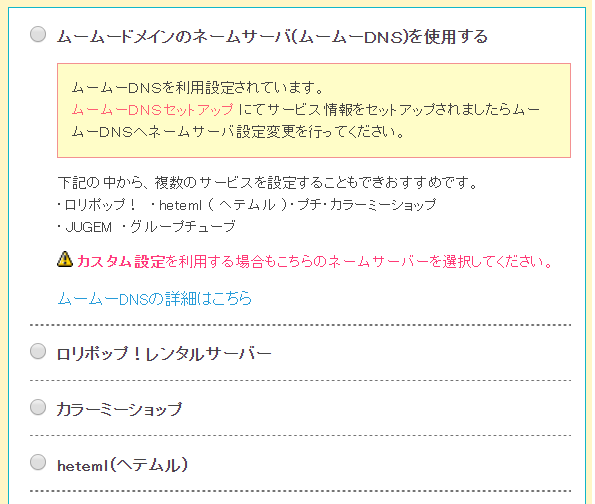 ムームードメインのネームサーバ(ムームーDNS)を使用する
ムームーDNSを利用設定されています。
ムームーDNSセットアップ にてサービス情報をセットアップされましたらムー
ムーDNSへネームサーバ設定変更を行ってください。
下記の中から、複数のサービスを設定することもできおすすめです。
・ロリポップ！ ・heteml ( ヘテムル )・プチ・カラーミーショップ
・JUGEM ・グループチューブ
カスタム設定を利用する場合もこちらのネームサーバーを選択してください。
ムームーDNSの詳細はこちら
ロリポップ！レンタルサーバー
カラーミーショップ
heteml(ヘテムル)